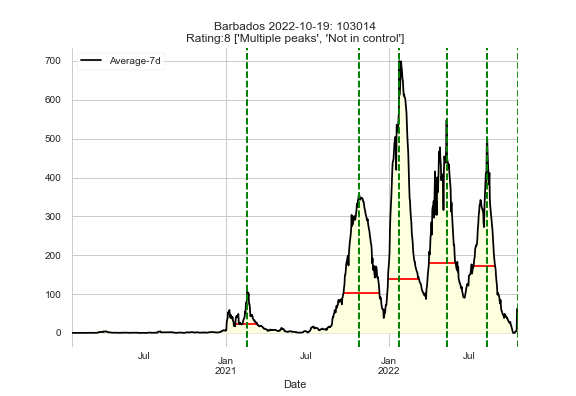 Barbados 2022-10-19: 103014
Rating:8 ['Multiple peaks', 'Not in control']
Average-7d
700
600
500
400
300
200
100
0
Jul
Jan
2021
Jul
Jan
2022
Jul
Date